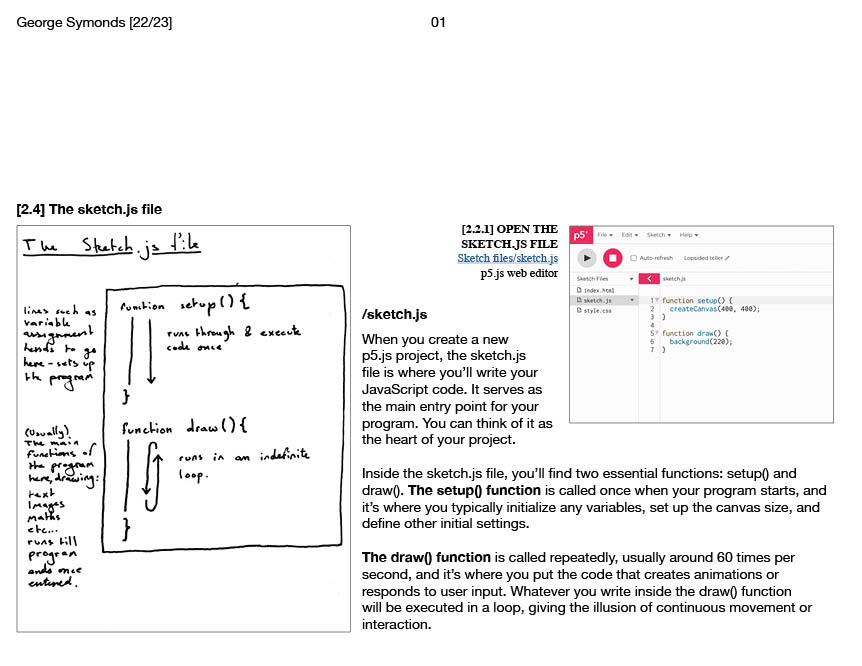 George Symonds [22/23]
01
[2.4] The sketch.js file
The Sketch.js file
lines such as
variable
assignment
tends to go
here - sets up
the program
function setup() {
runs through & execute
code once
}
(usually)
The main
functions of
the program
here, drawing:
text
Images
Maths
etc...
runs till
program
ends once
entered.
function draw() {
runs in an indefinite
loop.
}
[2.2.1] OPEN THE
SKETCH.JS FILE
Sketch files/sketch.js
p5.js web editor
p5*
File
Edit
Sketch
Help
Auto-refresh
Lopsided teller
Sketch Files
sketch.js
index.html
sketch.js
style.css
1 function setup() {
2 createCanvas(400, 400);
3 }
4
5 function draw() {
6 background(220);
7 }
/sketch.js
When you create a new
p5.js project, the sketch.js
file is where you'll write your
JavaScript code. It serves as
the main entry point for your
program. You can think of it as
the heart of your project.
Inside the sketch.js file, you'll find two essential functions: setup() and
draw(). The setup() function is called once when your program starts, and
it's where you typically initialize any variables, set up the canvas size, and
define other initial settings.
The draw() function is called repeatedly, usually around 60 times per
second, and it's where you put the code that creates animations or
responds to user input. Whatever you write inside the draw() function
will be executed in a loop, giving the illusion of continuous movement or
interaction.